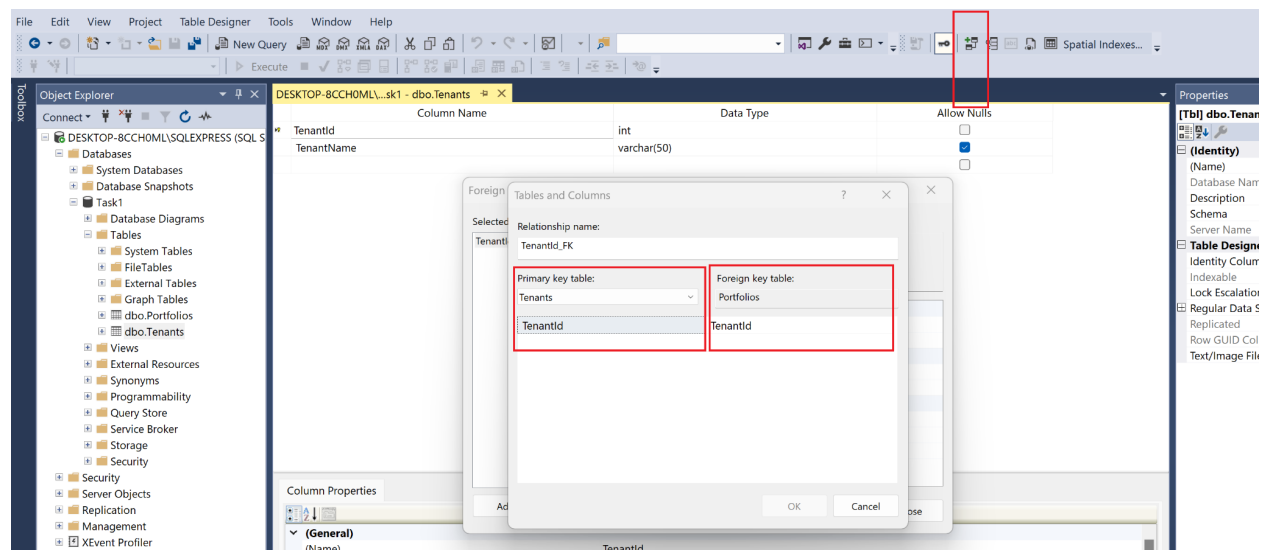 File Edit View Project Table Designer Tools Window Help
New Query MDX DMX XMLA DAX Spatial Indexes...
Execute
Toolbox
Object Explorer
Connect
DESKTOP-8CCH0ML\SQLEXPRESS (SQL S
Databases
System Databases
Database Snapshots
Task1
Database Diagrams
Tables
System Tables
FileTables
External Tables
Graph Tables
dbo.Portfolios
dbo.Tenants
Views
External Resources
Synonyms
Programmability
Query Store
Service Broker
Storage
Security
Security
Server Objects
Replication
Management
XEvent Profiler
DESKTOP-8CCH0ML\...sk1 - dbo.Tenants
Column Name Data Type Allow Nulls
TenantId int
TenantName varchar(50)
Foreign
Selected
TenantI
Ad
ose
Tables and Columns ?
Relationship name:
TenantId_FK
Primary key table: Foreign key table:
Tenants Portfolios
TenantId TenantId
OK Cancel
Column Properties
(General)
(Name) TenantId
Properties
[Tbl] dbo.Tenan
(Identity)
(Name)
Database Nam
Description
Schema
Server Name
Table Designe
Identity Colum
Indexable
Lock Escalation
Regular Data S
Replicated
Row GUID Col
Text/Image File